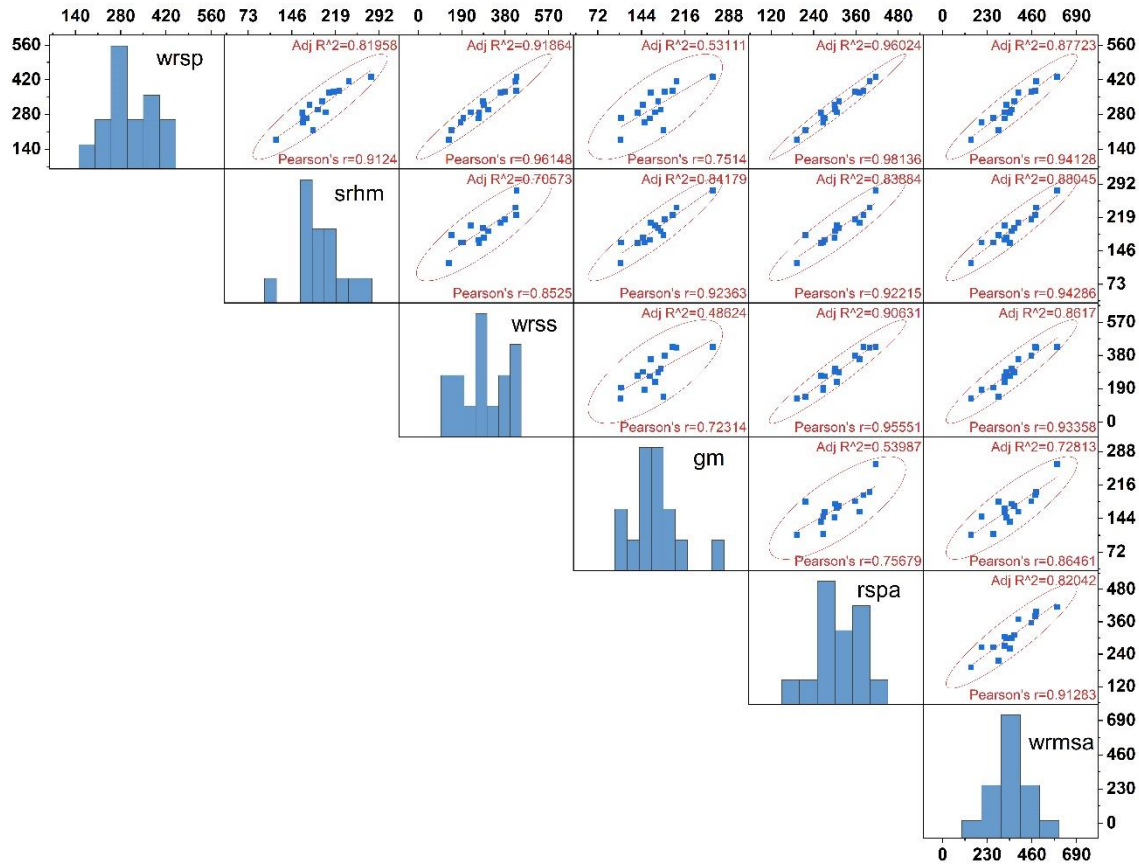 140 280 420 560 73 146 219 292 0 190 380 570 72 144 216 288 120 240 360 480 0 230 460 690
560 wrsp Adj R^2=0.81958 Adj R^2=0.91864 Adj R^2=0.53111 Adj R^2=0.96024 Adj R^2=0.87723 560
420 420
280 280
140 Pearson's r=0.9124 Pearson's r=0.96148 Pearson's r=0.7514 Pearson's r=0.98136 Pearson's r=0.94128 140
srhm Adj R^2=0.70573 Adj R^2=0.84179 Adj R^2=0.83884 Adj R^2=0.88045 292
219
146
Pearson's r=0.8525 Pearson's r=0.92363 Pearson's r=0.92215 Pearson's r=0.94286 73
wrss Adj R^2=0.48624 Adj R^2=0.90631 Adj R^2=0.8617 570
380
190
Pearson's r=0.72314 Pearson's r=0.95551 Pearson's r=0.93358 0
gm Adj R^2=0.53987 Adj R^2=0.72813 288
216
144
Pearson's r=0.75679 Pearson's r=0.86461 72
rspa Adj R^2=0.82042 480
360
240
Pearson's r=0.91283 120
wrmsa 690
460
230
0
0 230 460 690